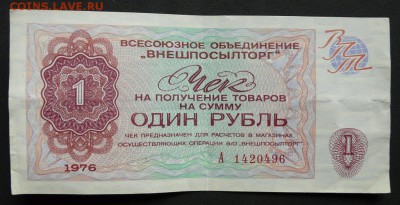 COINS.LAVE.RU
ВСЕСОЮЗНОЕ ОБЪЕДИНЕНИЕ
"ВНЕШПОСЫЛТОРГ"
ВПТ
Чек
НА ПОЛУЧЕНИЕ ТОВАРОВ
НА СУММУ
ОДИН РУБЛЬ
1
ЧЕК ПРЕДНАЗНАЧЕН ДЛЯ РАСЧЕТОВ В МАГАЗИНАХ,
ОСУЩЕСТВЛЯЮЩИХ ОПЕРАЦИИ В/О „ВНЕШПОСЫЛТОРГ"
1976
А 1420496
1